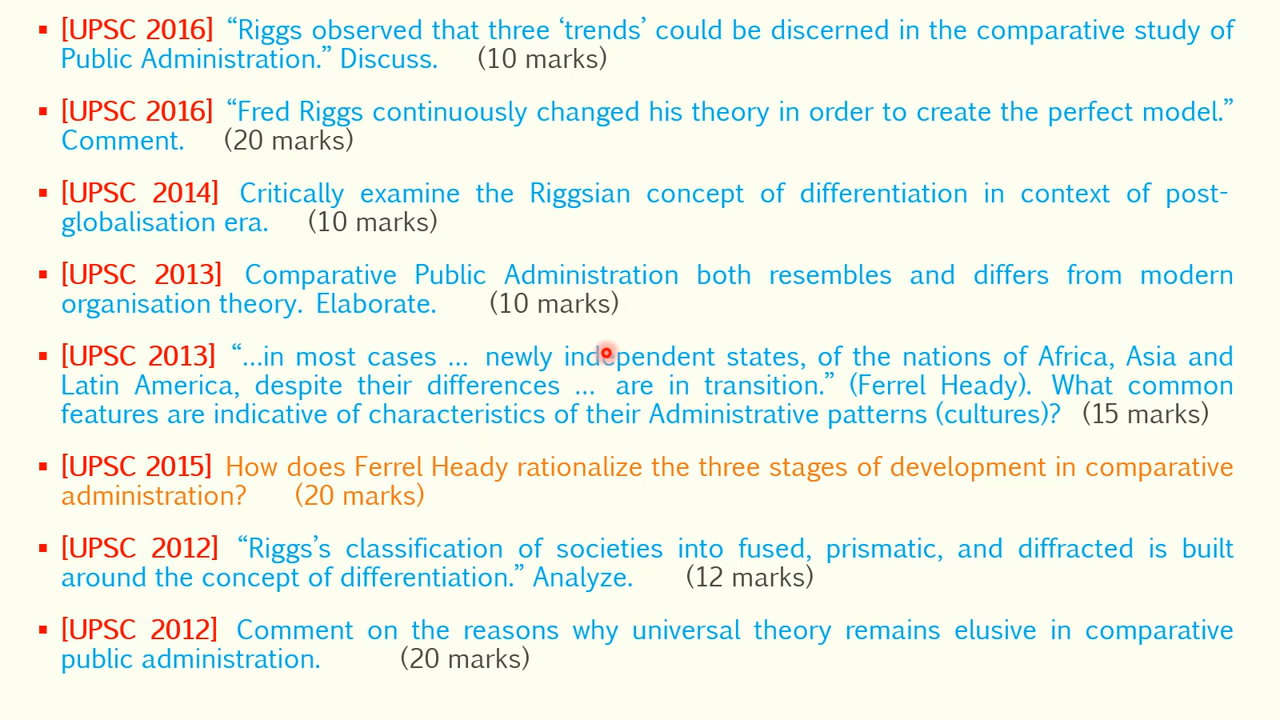 ▪ [UPSC 2016] “Riggs observed that three ‘trends’ could be discerned in the comparative study of
Public Administration.” Discuss. (10 marks)
▪ [UPSC 2016] “Fred Riggs continuously changed his theory in order to create the perfect model.”
Comment. (20 marks)
▪ [UPSC 2014] Critically examine the Riggsian concept of differentiation in context of post-
globalisation era. (10 marks)
▪ [UPSC 2013] Comparative Public Administration both resembles and differs from modern
organisation theory. Elaborate. (10 marks)
▪ [UPSC 2013] “...in most cases ... newly independent states, of the nations of Africa, Asia and
Latin America, despite their differences ... are in transition.” (Ferrel Heady). What common
features are indicative of characteristics of their Administrative patterns (cultures)? (15 marks)
▪ [UPSC 2015] How does Ferrel Heady rationalize the three stages of development in comparative
administration? (20 marks)
▪ [UPSC 2012] “Riggs’s classification of societies into fused, prismatic, and diffracted is built
around the concept of differentiation.” Analyze. (12 marks)
▪ [UPSC 2012] Comment on the reasons why universal theory remains elusive in comparative
public administration. (20 marks)